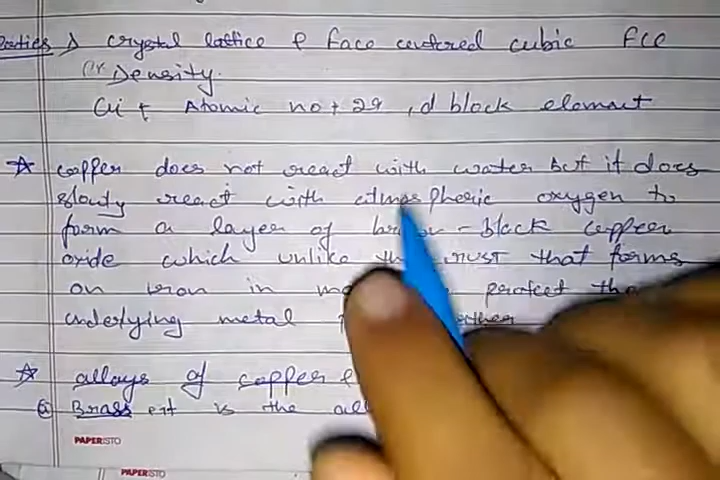 crystal lattice & face centered cubic FCC
Density.
Cu + Atomic no + 29, d block element
☆ copper does not react with water but it does
slowly react with atmospheric oxygen to
form a layer of - black copper
oxide which unlike the rust that forms
on iron in protect
underlying metal
☆ alloys of copper
Brass is the
PAPERISTO
PAPERISTO